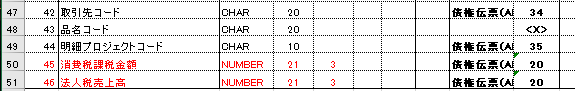 47 42 取引先コード CHAR 20 債権伝票(A 34
48 43 品名コード CHAR 20 <X>
49 44 明細プロジェクトコード CHAR 10 債権伝票(A 35
50 45 消費税課税金額 NUMBER 21 3 債権伝票(A 20
51 46 法人税売上高 NUMBER 21 3 債権伝票(A 20